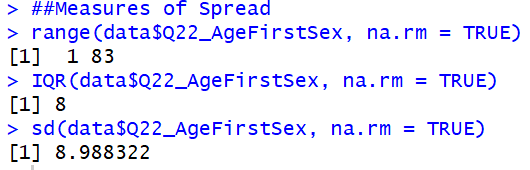 > ##Measures of Spread
> range(data$Q22_AgeFirstSex, na.rm = TRUE)
[1]  1 83
> IQR(data$Q22_AgeFirstSex, na.rm = TRUE)
[1] 8
> sd(data$Q22_AgeFirstSex, na.rm = TRUE)
[1] 8.988322